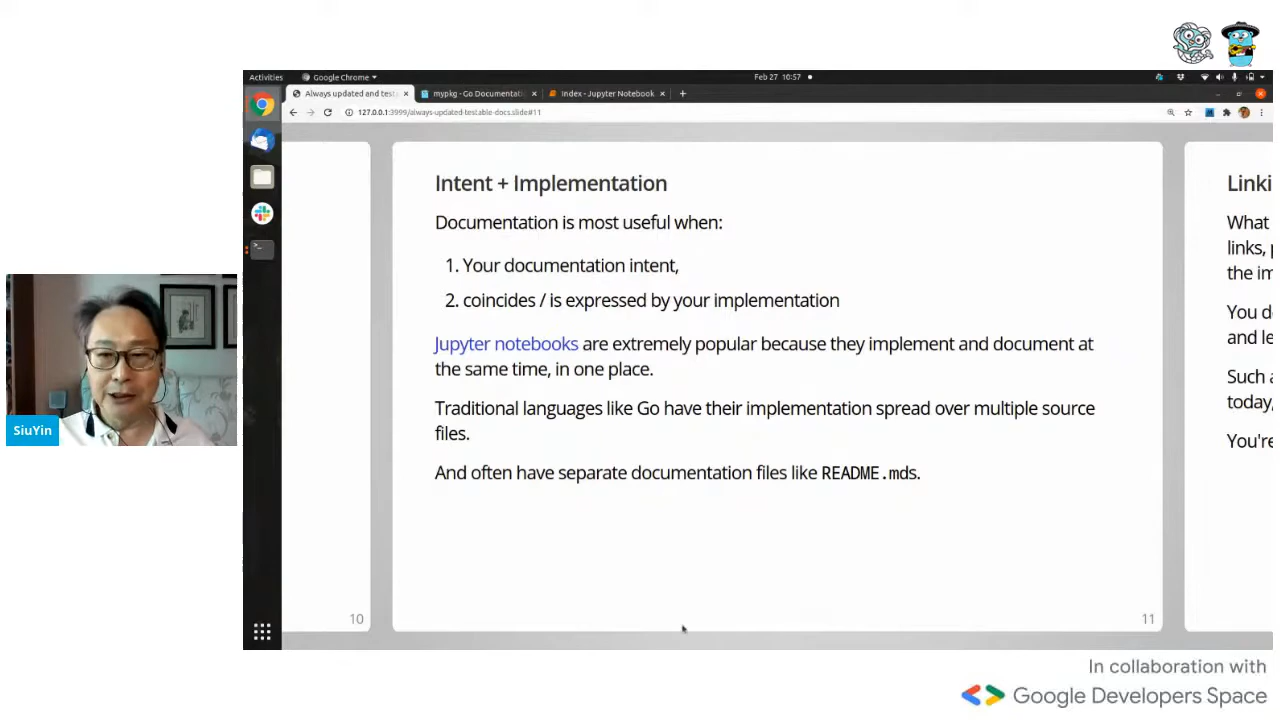 Activities
Google Chrome
Feb 27 10:57
Always updated and test
mypkg - Go Documentati
Index - Jupyter Notebook
127.0.0.1:3999/always-updated-testable-docs.slide#11
Intent + Implementation
Documentation is most useful when:
1. Your documentation intent,
2. coincides / is expressed by your implementation
Jupyter notebooks are extremely popular because they implement and document at
the same time, in one place.
Traditional languages like Go have their implementation spread over multiple source
files.
And often have separate documentation files like README.mds.
10
11
Linki
What
links, p
the im
You d
and le
Such a
today,
You're
SiuYin
In collaboration with
Google Developers Space